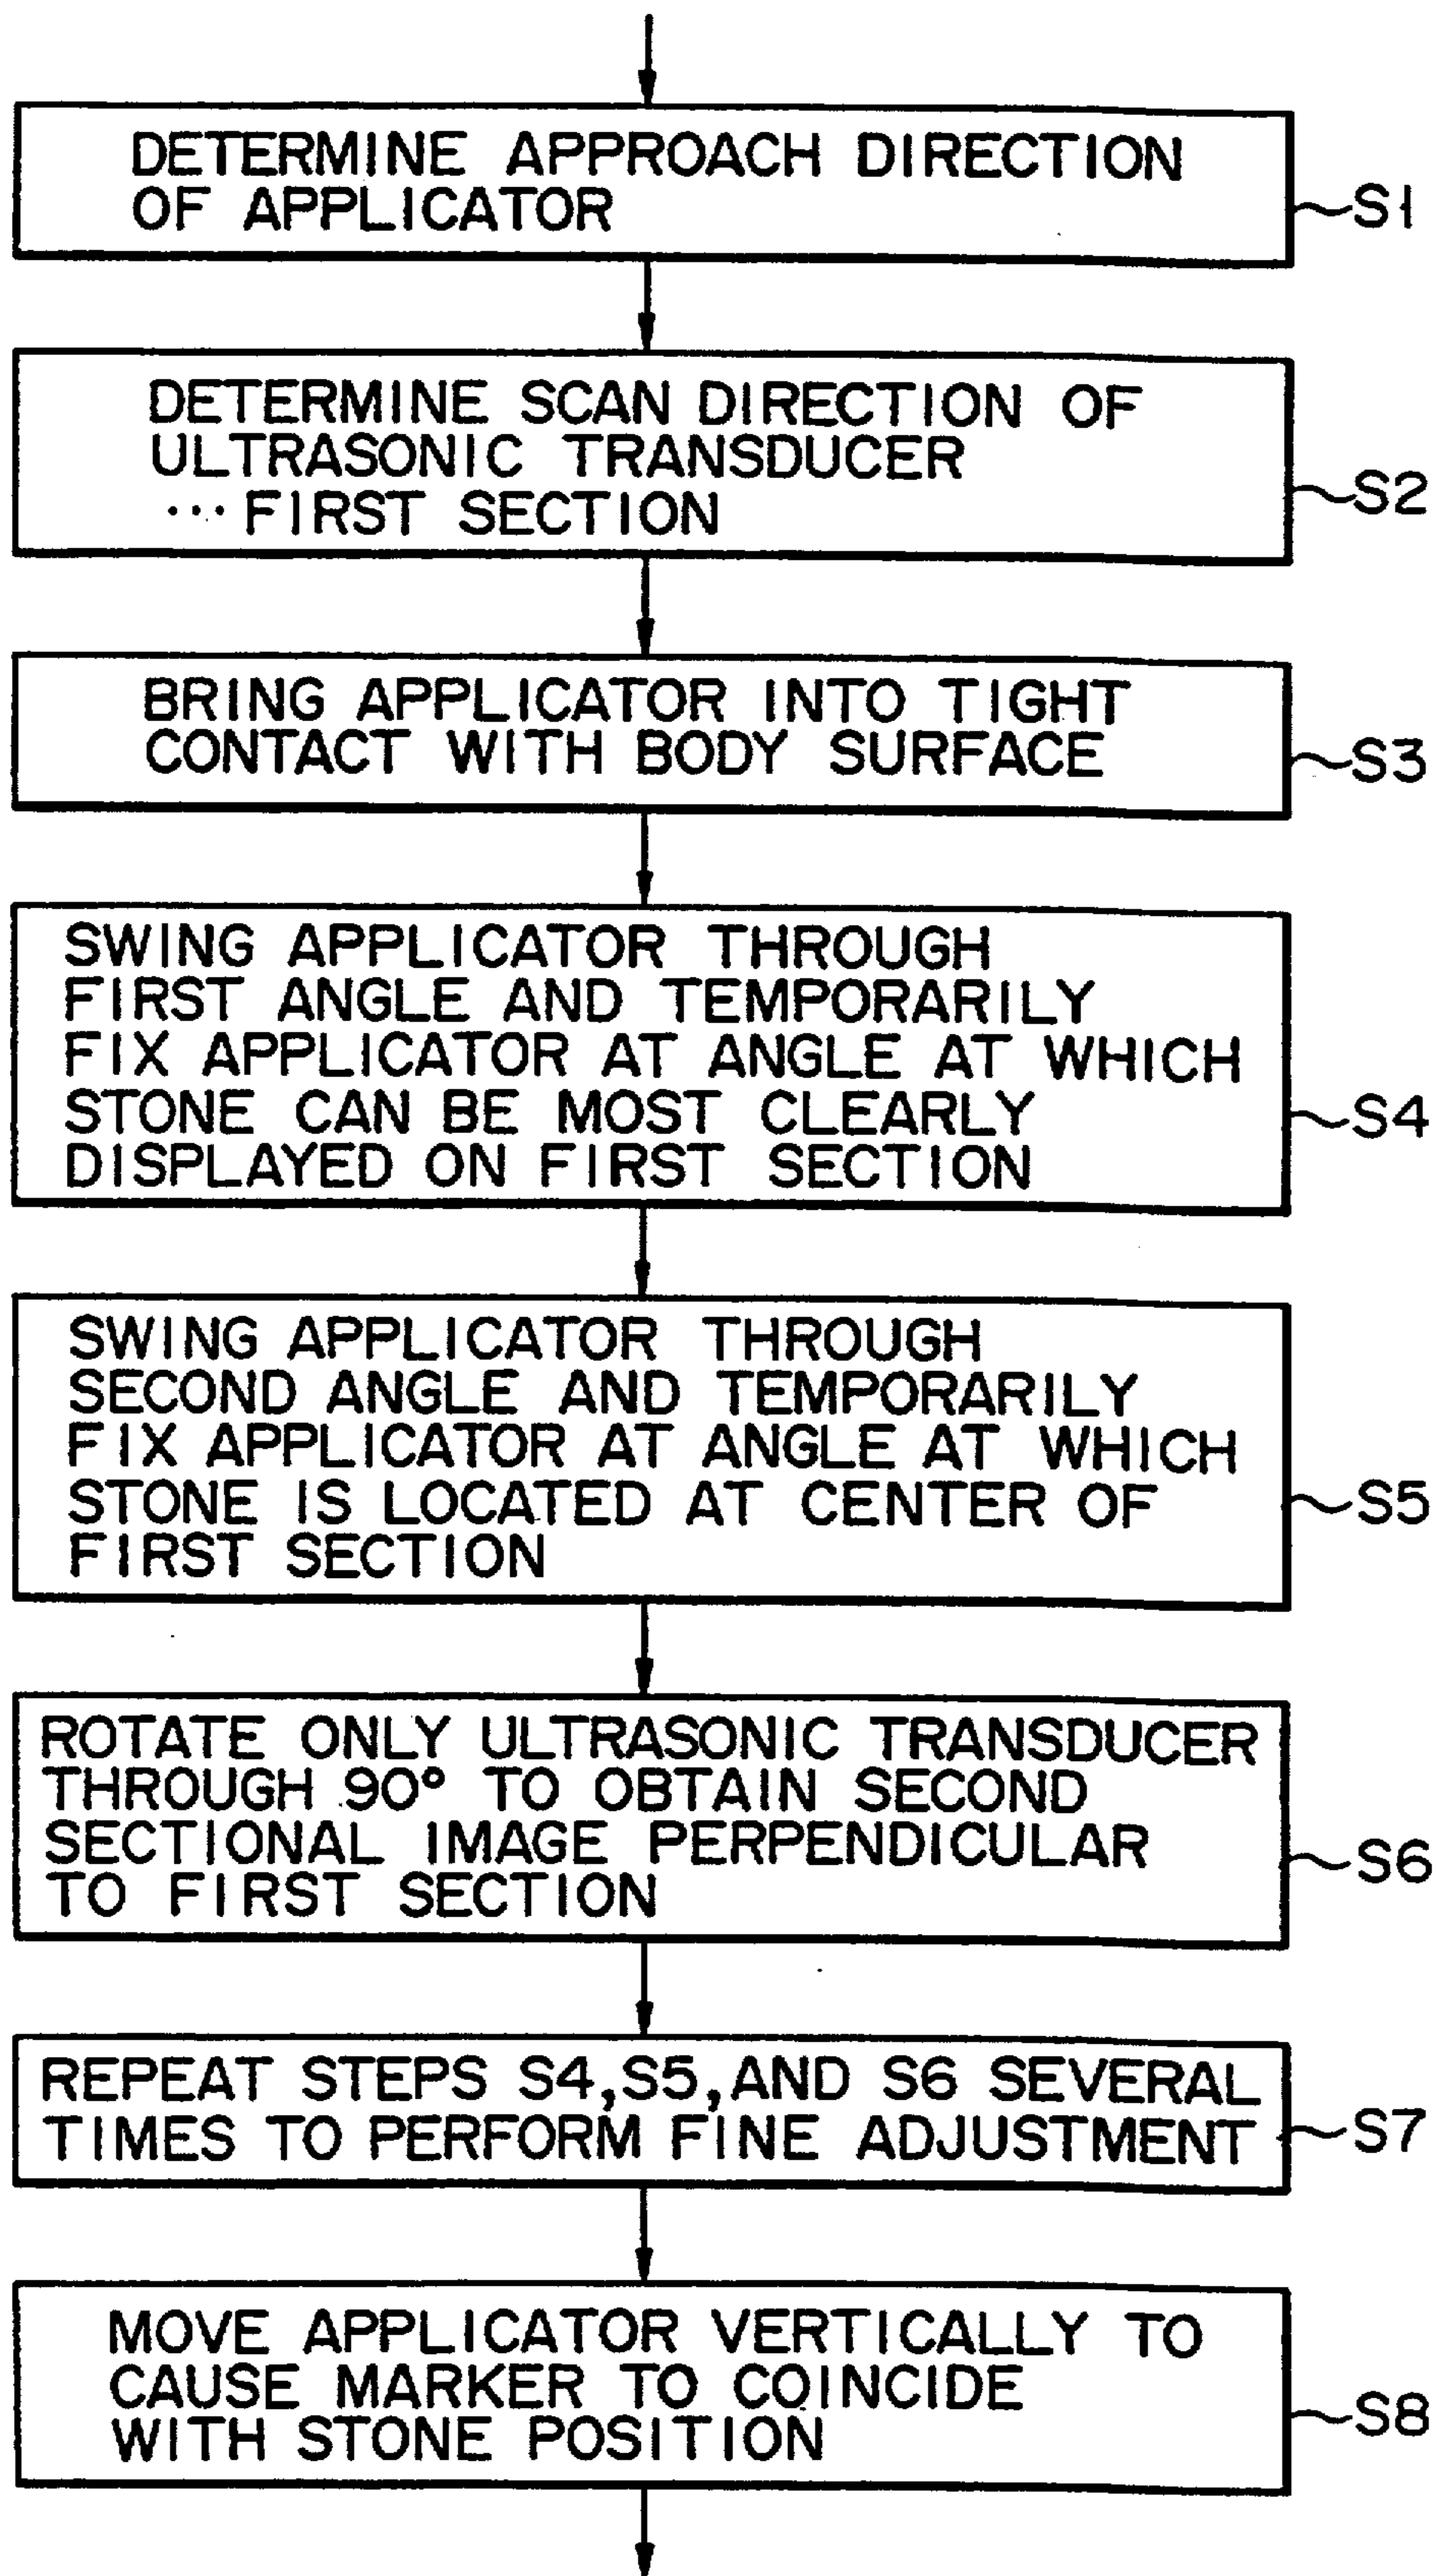 DETERMINE APPROACH DIRECTION
OF APPLICATOR
S1
DETERMINE SCAN DIRECTION OF
ULTRASONIC TRANSDUCER
... FIRST SECTION
S2
BRING APPLICATOR INTO TIGHT
CONTACT WITH BODY SURFACE
S3
SWING APPLICATOR THROUGH
FIRST ANGLE AND TEMPORARILY
FIX APPLICATOR AT ANGLE AT WHICH
STONE CAN BE MOST CLEARLY
DISPLAYED ON FIRST SECTION
S4
SWING APPLICATOR THROUGH
SECOND ANGLE AND TEMPORARILY
FIX APPLICATOR AT ANGLE AT WHICH
STONE IS LOCATED AT CENTER OF
FIRST SECTION
S5
ROTATE ONLY ULTRASONIC TRANSDUCER
THROUGH 90° TO OBTAIN SECOND
SECTIONAL IMAGE PERPENDICULAR
TO FIRST SECTION
S6
REPEAT STEPS S4,S5,AND S6 SEVERAL
TIMES TO PERFORM FINE ADJUSTMENT
S7
MOVE APPLICATOR VERTICALLY TO
CAUSE MARKER TO COINCIDE
WITH STONE POSITION
S8